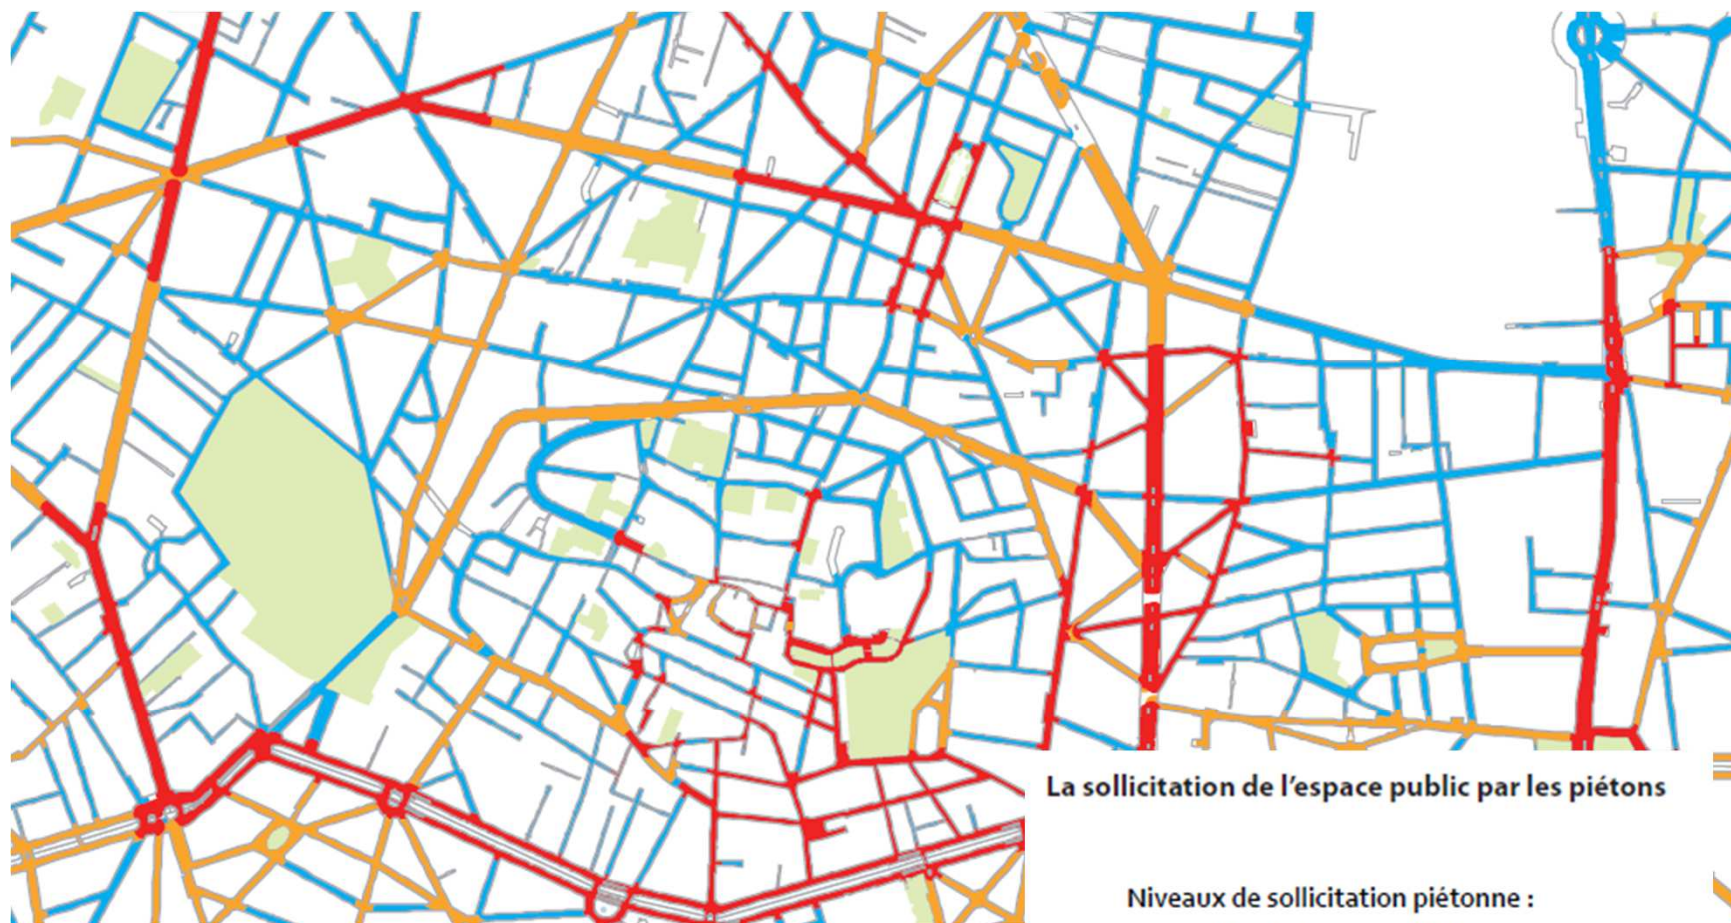 La sollicitation de l'espace public par les piétons
Niveaux de sollicitation piétonne :